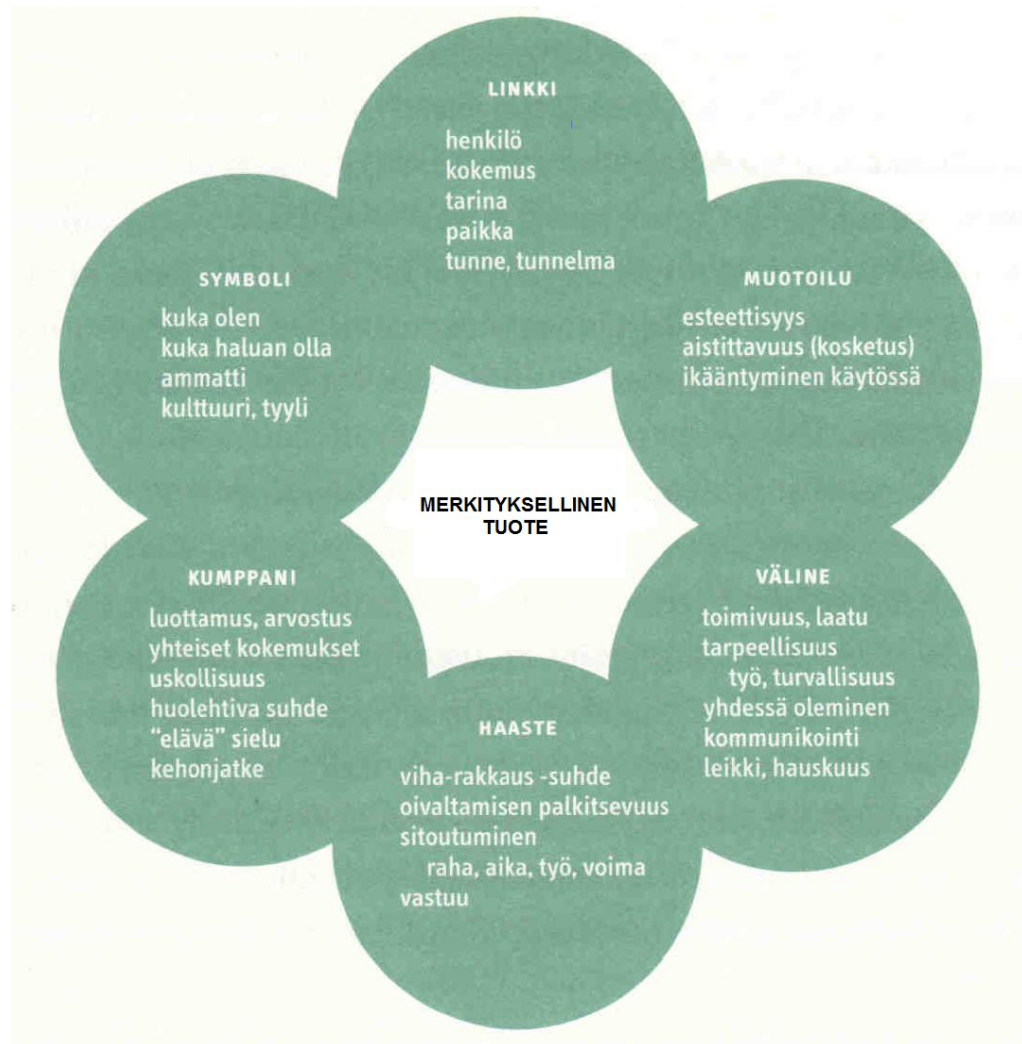 LINKKI
henkilö
kokemus
tarina
paikka
tunne, tunnelma
SYMBOLI
kuka olen
kuka haluan olla
ammatti
kulttuuri, tyyli
MUOTOILU
esteettisyys
aistittavuus (kosketus)
ikääntyminen käytössä
MERKITYKSELLINEN
TUOTE
KUMPPANI
luottamus, arvostus
yhteiset kokemukset
uskollisuus
huolehtiva suhde
"elävä" sielu
kehonjatke
VÄLINE
toimivuus, laatu
tarpeellisuus
työ, turvallisuus
yhdessä oleminen
kommunikointi
leikki, hauskuus
HAASTE
viha-rakkaus -suhde
oivaltamisen palkitsevuus
sitoutuminen
raha, aika, työ, voima
vastuu